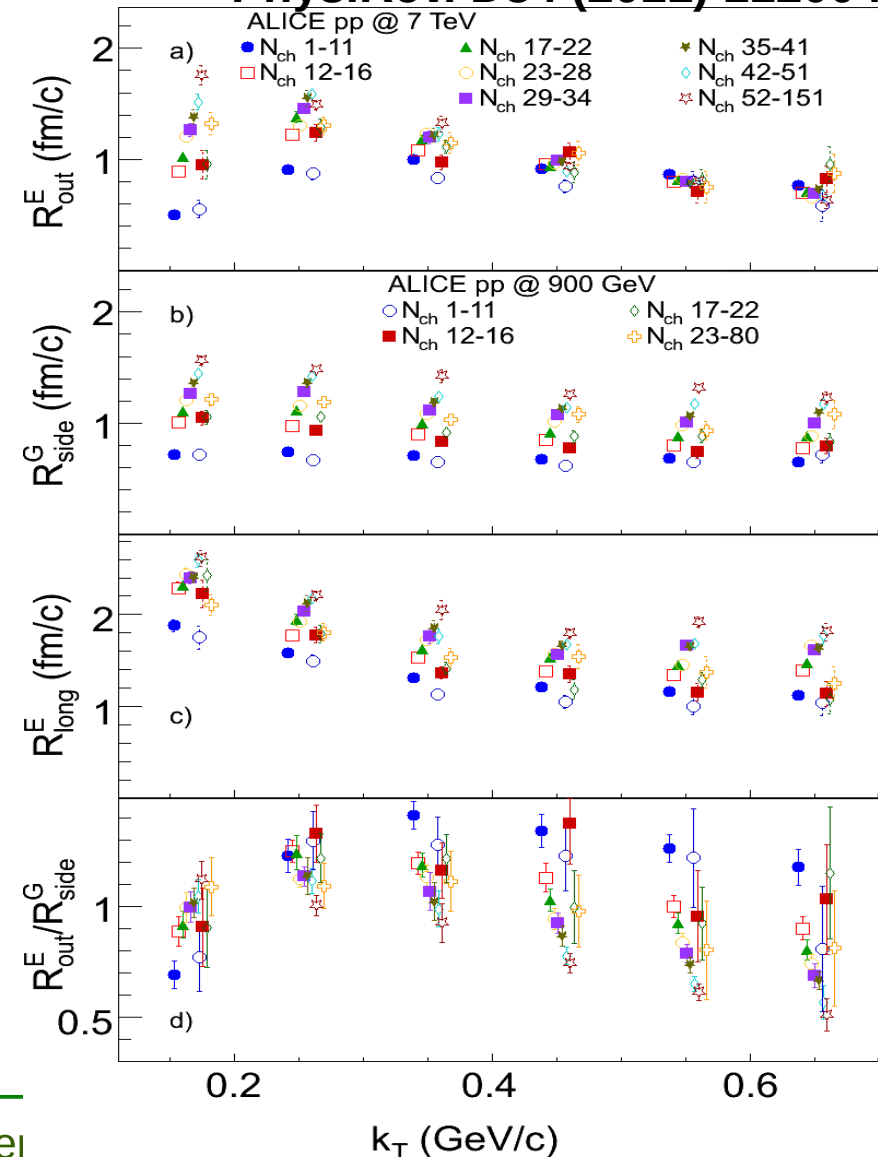 ALICE pp @ 7 TeV
a)
N_ch 1-11
N_ch 17-22
N_ch 35-41
N_ch 12-16
N_ch 23-28
N_ch 42-51
N_ch 29-34
N_ch 52-151
2
1
R^E_out (fm/c)
ALICE pp @ 900 GeV
b)
N_ch 1-11
N_ch 17-22
N_ch 12-16
N_ch 23-80
2
1
R^G_side (fm/c)
2
1
R^E_long (fm/c)
c)
1
0.5
R^E_out/R^G_side
d)
0.2
0.4
0.6
k_T (GeV/c)